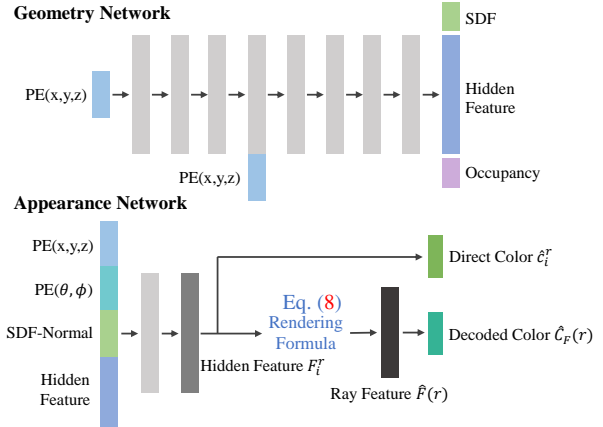 Geometry Network
SDF
PE(x,y,z)
Hidden
Feature
PE(x,y,z)
Occupancy
Appearance Network
PE(x,y,z)
Direct Color ĉᵢʳ
PE(θ, ϕ)
Eq. (8)
Rendering
Formula
SDF-Normal
Decoded Color Ĉ_F(r)
Hidden Feature Fᵢʳ
Hidden
Feature
Ray Feature F̂(r)